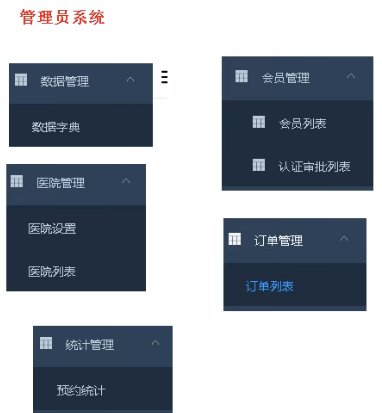 管理员系统
数据管理
数据字典
医院管理
医院设置
医院列表
统计管理
预约统计
会员管理
会员列表
认证审批列表
订单管理
订单列表